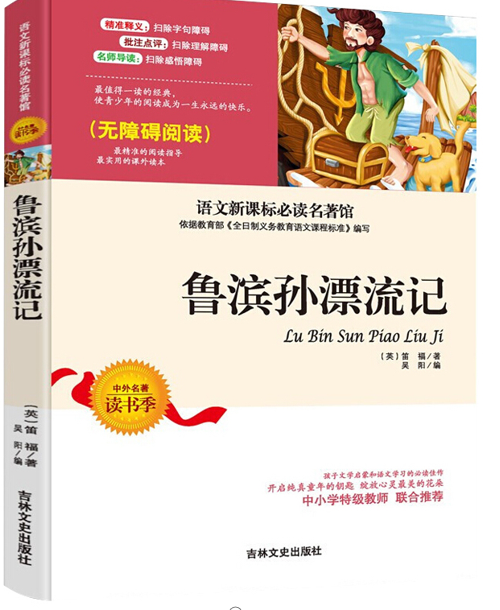 语文新课标必读名著馆
读书季
鲁滨孙漂流记
[英]笛 福/著
吴 阳/编
吉林文史出版社
精准释义：扫除字句障碍
批注点评：扫除理解障碍
名师导读：扫除感悟障碍
最值得一读的经典，
使青少年的阅读成为一生永远的快乐。
(无障碍阅读)
最精准的阅读指导
最实用的课外读本
语文新课标必读名著馆
依据教育部《全日制义务教育语文课程标准》编写
鲁滨孙漂流记
Lu Bin Sun Piao Liu Ji
[英]笛 福/著
吴 阳/编
中外名著
读书季
孩子文学启蒙和语文学习的必读佳作
开启纯真童年的钥匙 绽放心灵最美的花朵
中小学特级教师 联合推荐
吉林文史出版社